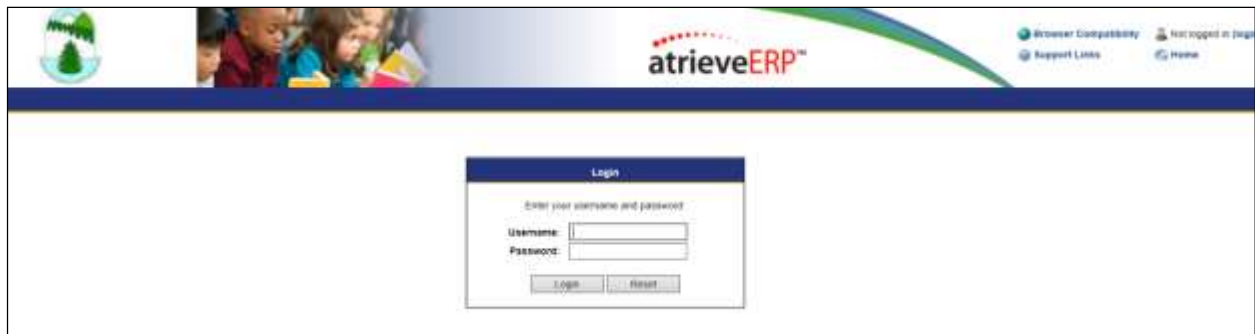 atrieveERP™
Browser Compatibility
Not logged in
Support Links
Home
Login
Enter your username and password
Username:
Password:
Login Reset